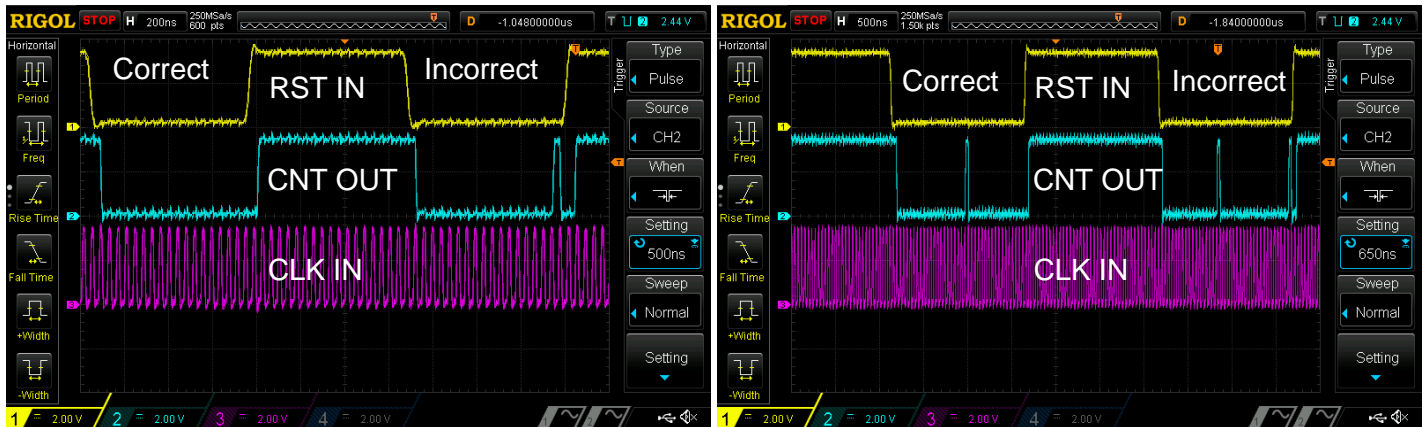 RIGOL STOP H 200ns 250MSa/s 600 pts D -1.04800000us T 2 2.44 V
Horizontal
Period
Freq
Rise Time
Fall Time
+Width
-Width
Correct
RST IN
Incorrect
CNT OUT
CLK IN
Trigger
Type
Pulse
Source
CH2
When
Setting
500ns
Sweep
Normal
Setting
1 = 2.00 V 2 = 2.00 V 3 = 2.00 V 4 = 2.00 V
RIGOL STOP H 500ns 250MSa/s 1.50k pts D -1.84000000us T 2 2.44 V
Horizontal
Period
Freq
Rise Time
Fall Time
+Width
-Width
Correct
RST IN
Incorrect
CNT OUT
CLK IN
Trigger
Type
Pulse
Source
CH2
When
Setting
650ns
Sweep
Normal
Setting
1 = 2.00 V 2 = 2.00 V 3 = 2.00 V 4 = 2.00 V